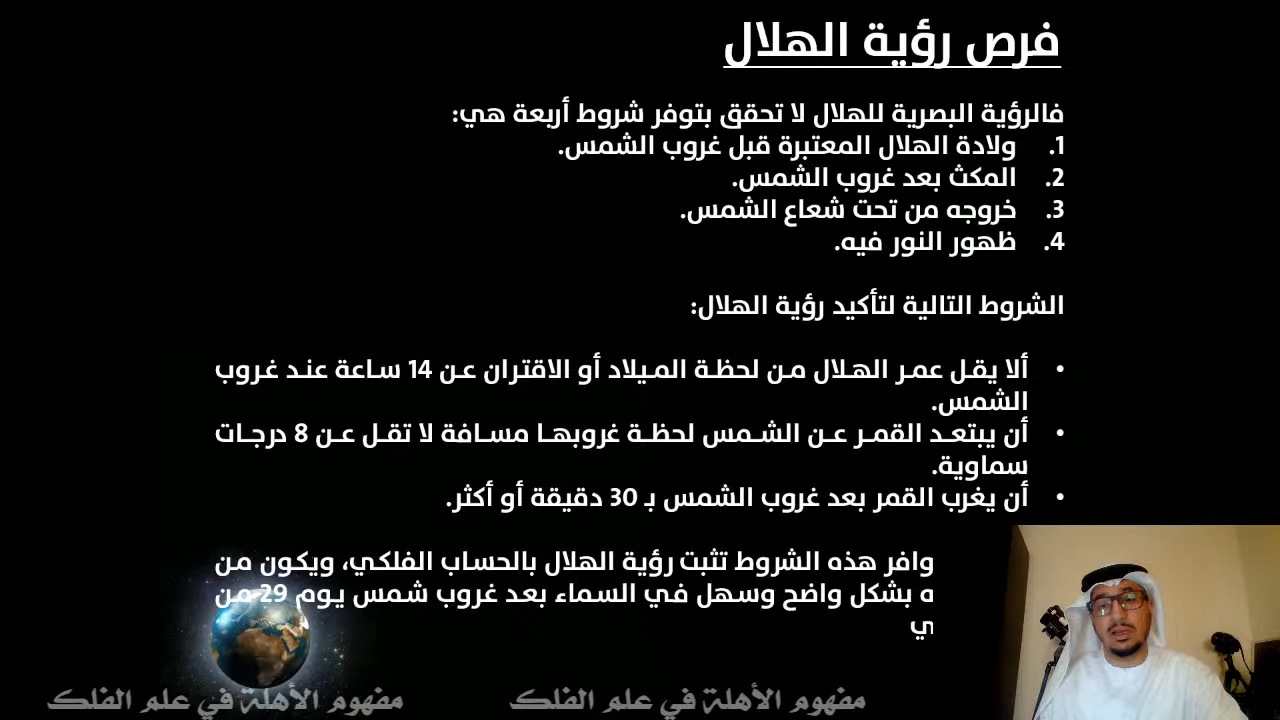 فرص رؤية الهلال
فالرؤية البصرية للهلال لا تحقق بتوفر شروط أربعة هي:
1. ولادة الهلال المعتبرة قبل غروب الشمس.
2. المكث بعد غروب الشمس.
3. خروجه من تحت شعاع الشمس.
4. ظهور النور فيه.
الشروط التالية لتأكيد رؤية الهلال:
• ألا يقل عمر الهلال من لحظة الميلاد أو الاقتران عن 14 ساعة عند غروب
الشمس.
• أن يبتعد القمر عن الشمس لحظة غروبها مسافة لا تقل عن 8 درجات
سماوية.
• أن يغرب القمر بعد غروب الشمس بـ 30 دقيقة أو أكثر.
وافر هذه الشروط تثبت رؤية الهلال بالحساب الفلكي، ويكون من
ه بشكل واضح وسهل في السماء بعد غروب شمس يوم 29 من
ي
مفهوم الأهلة في علم الفلك
مفهوم الأهلة في علم الفلك